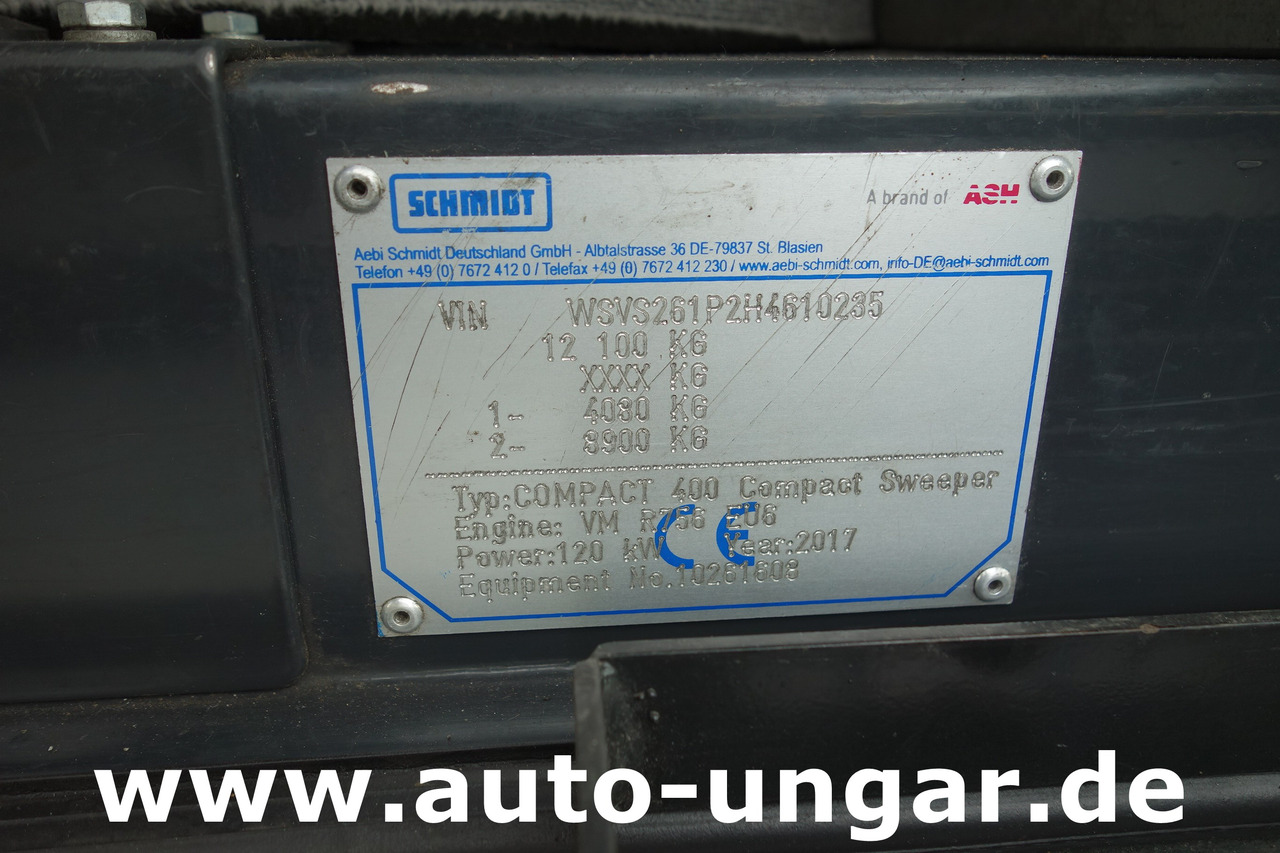 SCHMIDT
A brand of ASH
Aebi Schmidt Deutschland GmbH - Albtalstrasse 36 DE-79837 St. Blasien
Telefon +49 (0) 7672 412 0 / Telefax +49 (0) 7672 412 230 / www.aebi-schmidt.com, info-DE@aebi-schmidt.com
VIN WSVS261P2H4610235
12 100 KG
XXXX KG
1- 4080 KG
2- 8900 KG
Typ:COMPACT 400 Compact Sweeper
Engine: VM R756 EU6
Power:120 kW Year:2017
CE
Equipment No.10261608
www.auto-ungar.de